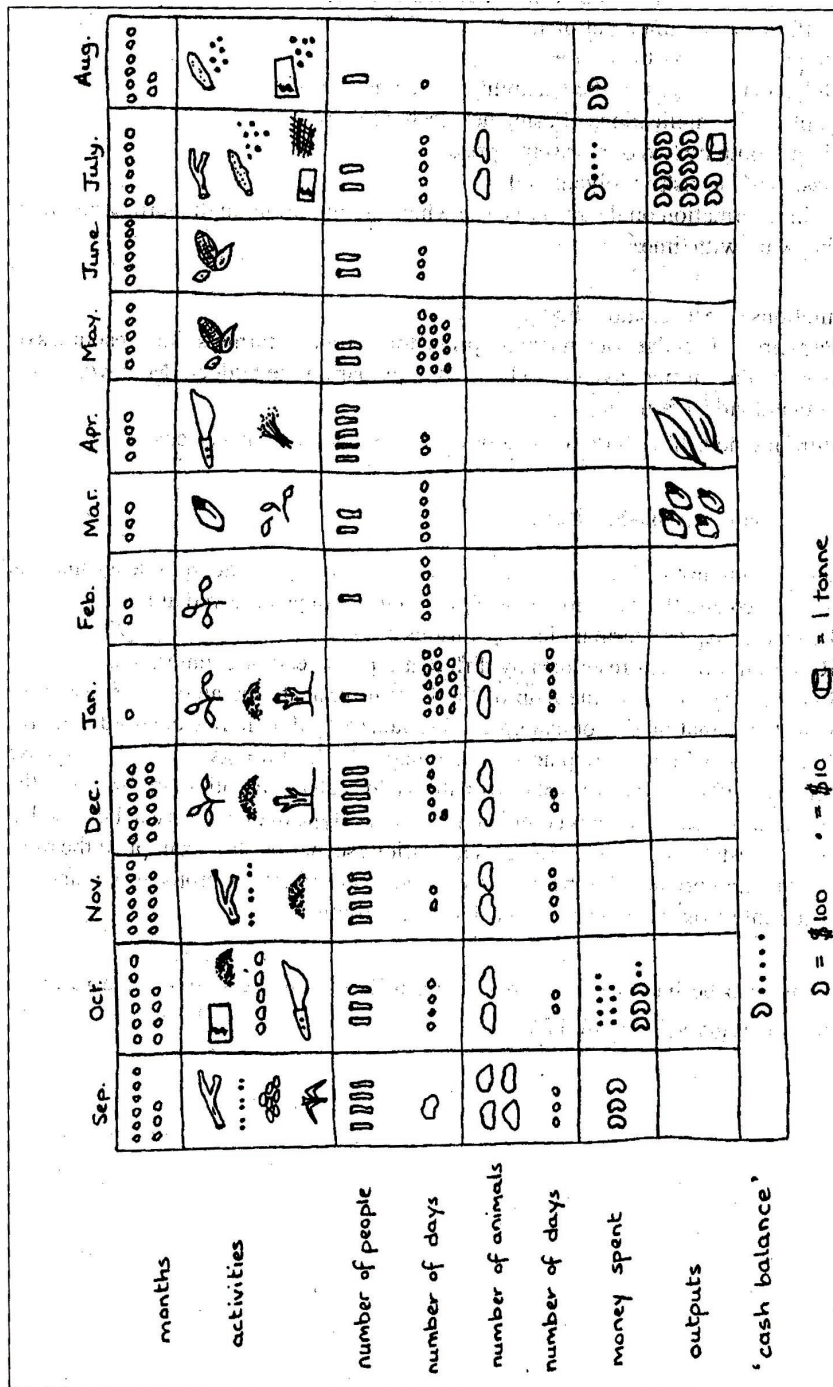 Sep. Oct. Nov. Dec. Jan. Feb. Mar. Apr. May. June July. Aug.
months
activities
$ $ $
number of people
number of days
number of animals
number of days
money spent
outputs
'cash balance'
= $100 • = $10 = 1 tonne